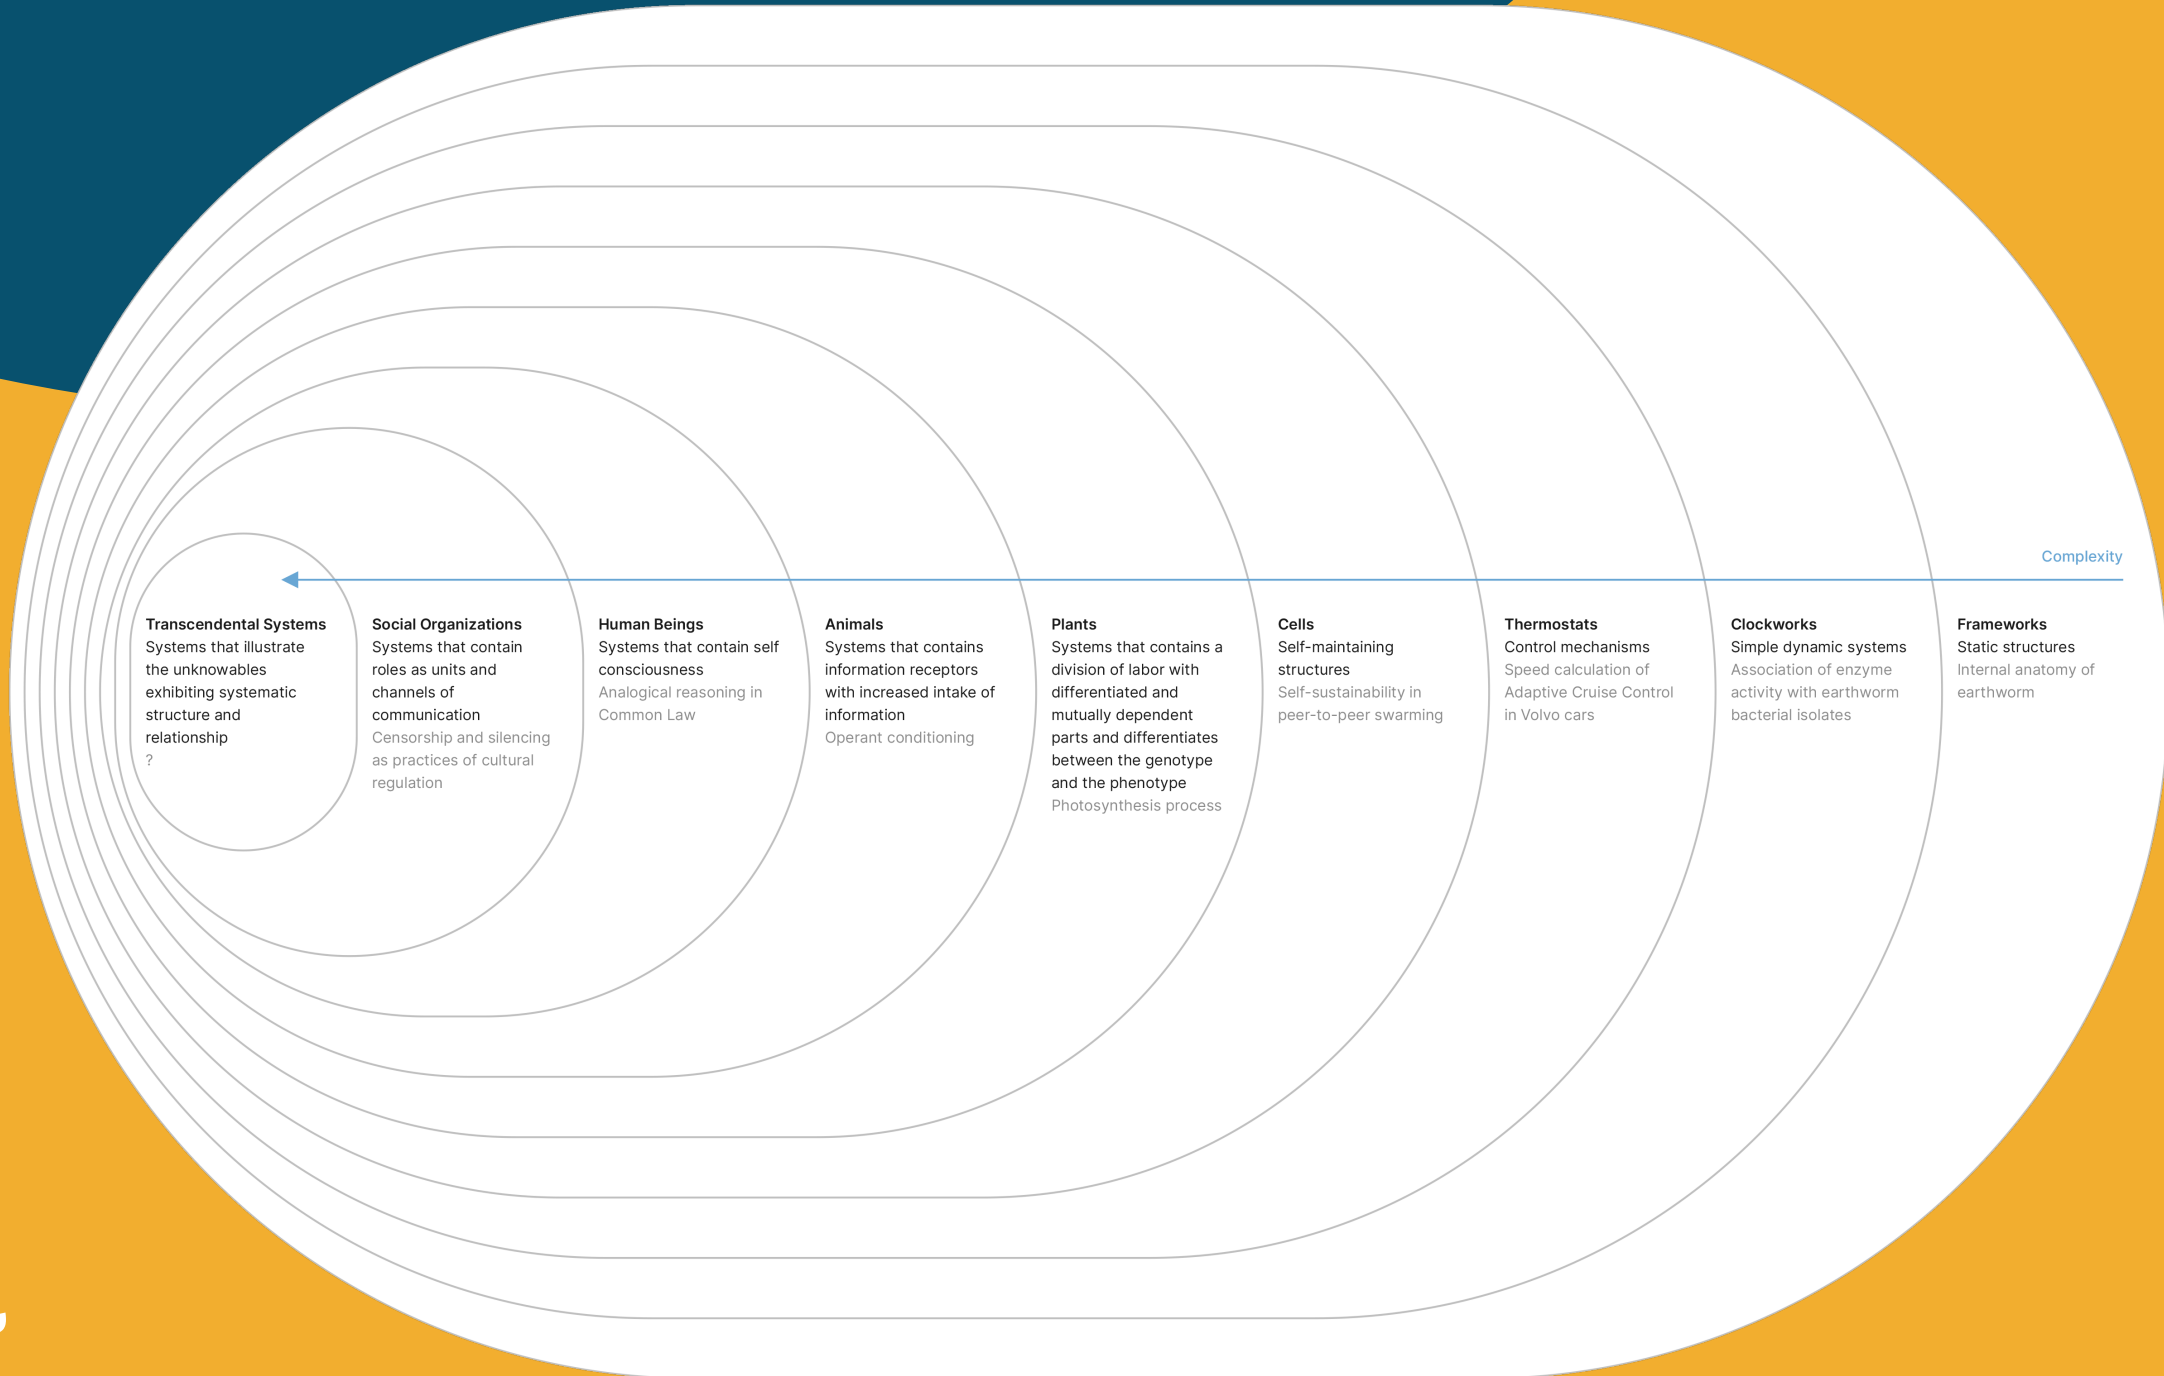 Complexity
Transcendental Systems
Systems that illustrate
the unknowables
exhibiting systematic
structure and
relationship
?
Social Organizations
Systems that contain
roles as units and
channels of
communication
Censorship and silencing
as practices of cultural
regulation
Human Beings
Systems that contain self
consciousness
Analogical reasoning in
Common Law
Animals
Systems that contains
information receptors
with increased intake of
information
Operant conditioning
Plants
Systems that contains a
division of labor with
differentiated and
mutually dependent
parts and differentiates
between the genotype
and the phenotype
Photosynthesis process
Cells
Self-maintaining
structures
Self-sustainability in
peer-to-peer swarming
Thermostats
Control mechanisms
Speed calculation of
Adaptive Cruise Control
in Volvo cars
Clockworks
Simple dynamic systems
Association of enzyme
activity with earthworm
bacterial isolates
Frameworks
Static structures
Internal anatomy of
earthworm